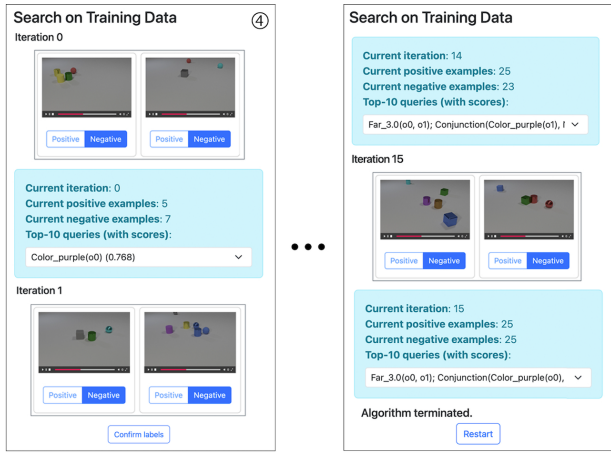 Search on Training Data
④
Iteration 0
Positive Negative Positive Negative
Current iteration: 0
Current positive examples: 5
Current negative examples: 7
Top-10 queries (with scores):
Color_purple(o0) (0.768)
Iteration 1
Positive Negative Positive Negative
Confirm labels
•••
Search on Training Data
Current iteration: 14
Current positive examples: 25
Current negative examples: 23
Top-10 queries (with scores):
Far_3.0(o0, o1); Conjunction(Color_purple(o1),
Iteration 15
Positive Negative Positive Negative
Current iteration: 15
Current positive examples: 25
Current negative examples: 25
Top-10 queries (with scores):
Far_3.0(o0, o1); Conjunction(Color_purple(o0),
Algorithm terminated.
Restart